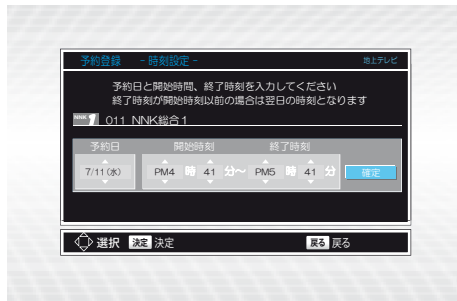 予約登録　－時刻設定－　地上テレビ
予約日と開始時間、終了時刻を入力してください
終了時刻が開始時刻以前の場合は翌日の時刻となります
NNK 1 011 NNK総合1
予約日　開始時刻　終了時刻
7/11(水)　PM4 時 41 分〜 PM5 時 41 分　確定
選択　決定 決定　戻る 戻る